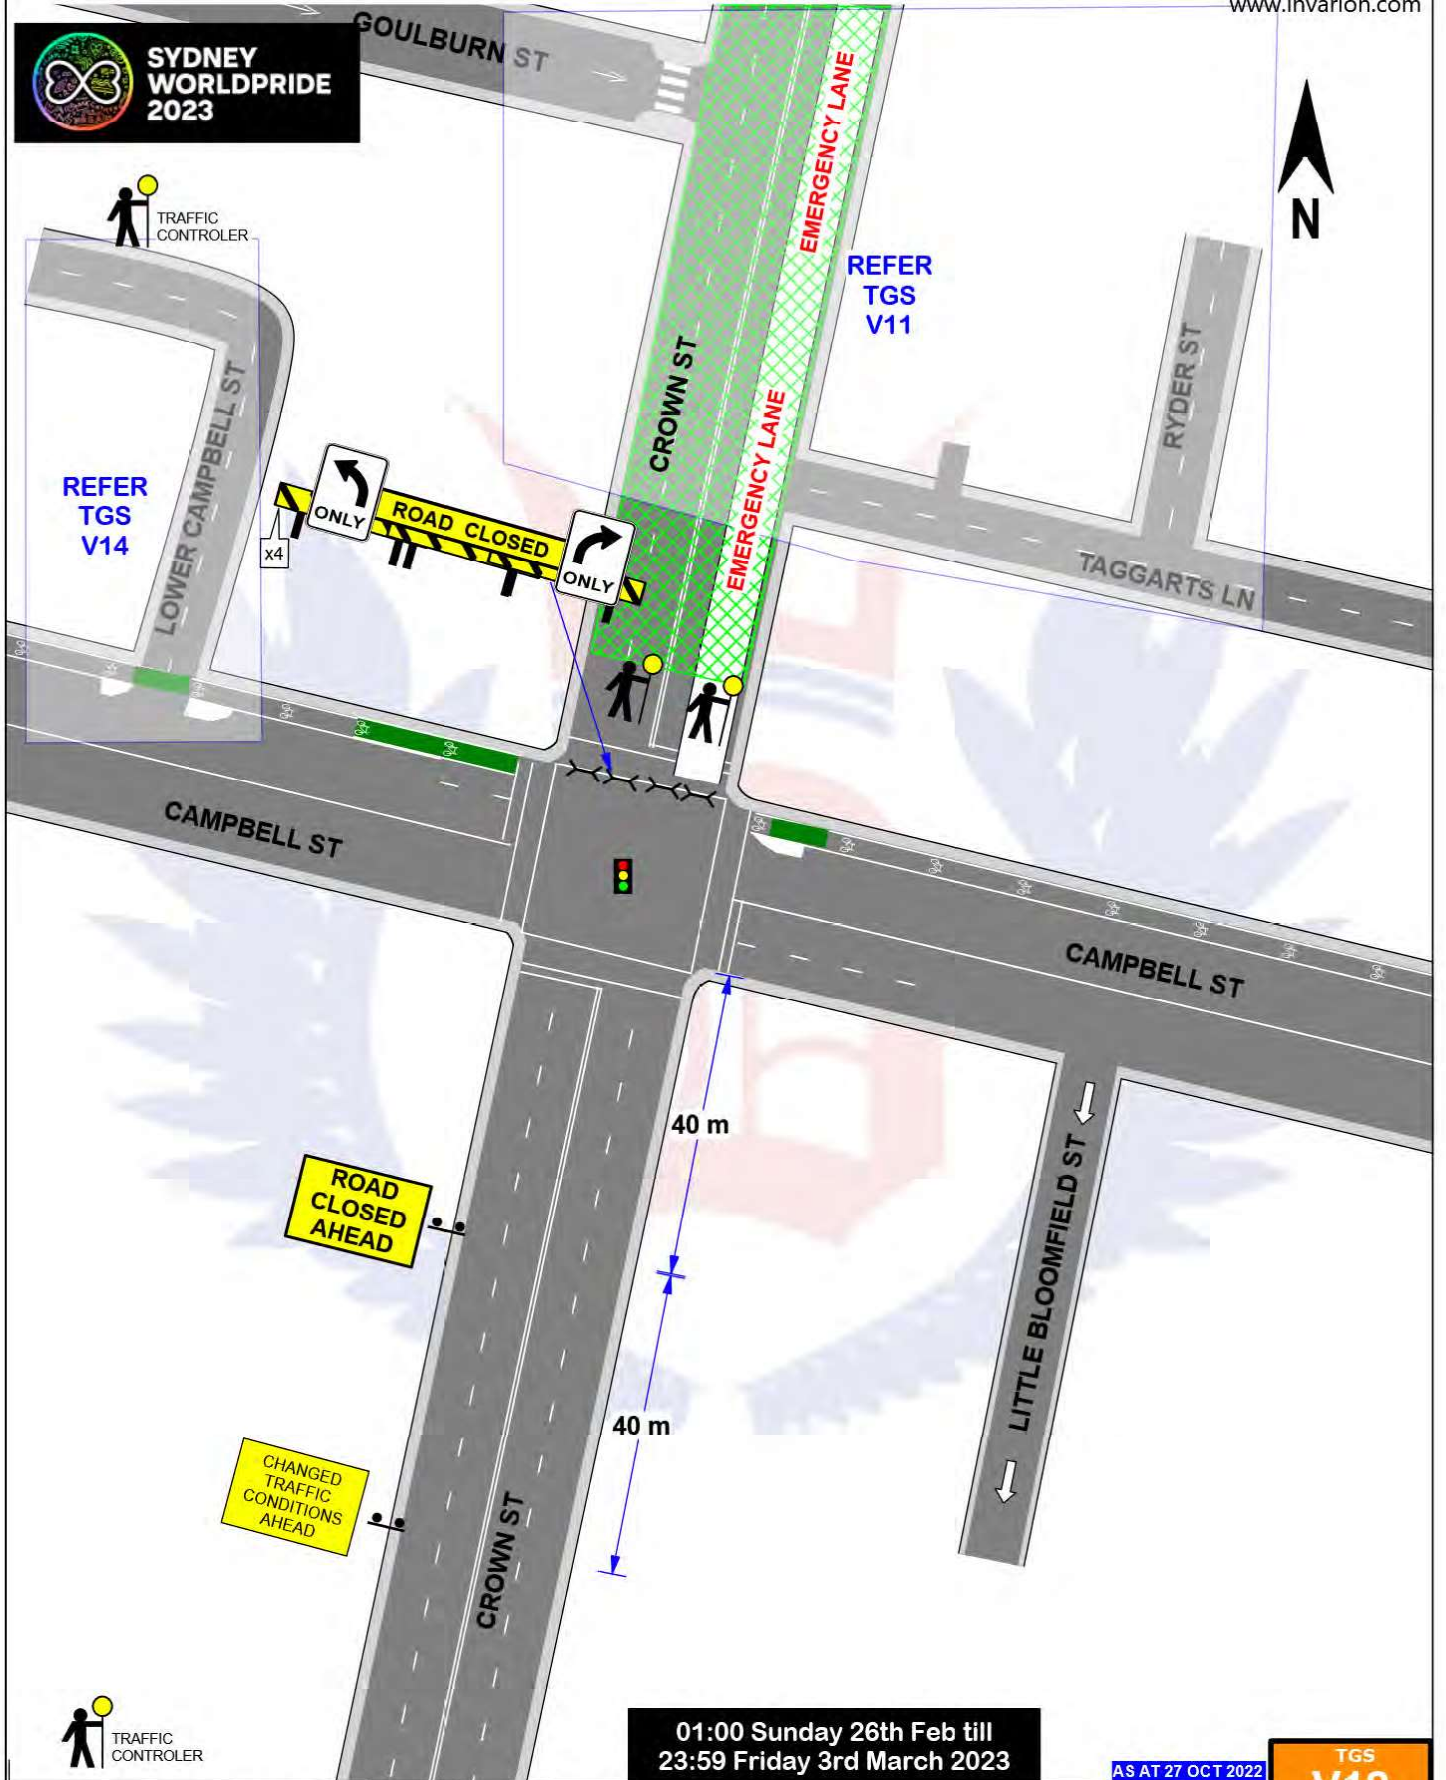 www.invarion.com
GOULBURN ST
SYDNEY
WORLDPRIDE
2023
EMERGENCY LANE
TRAFFIC
CONTROLER
REFER
TGS
V11
CROWN ST
RYDER ST
LOWER CAMPBELL ST
EMERGENCY LANE
REFER
TGS
V14
ONLY
ROAD CLOSED
ONLY
x4
TAGGARTS LN
CAMPBELL ST
CAMPBELL ST
40 m
ROAD
CLOSED
AHEAD
LITTLE BLOOMFIELD ST
40 m
CHANGED
TRAFFIC
CONDITIONS
AHEAD
CROWN ST
TRAFFIC
CONTROLER
01:00 Sunday 26th Feb till
23:59 Friday 3rd March 2023
AS AT 27 OCT 2022
TGS
N